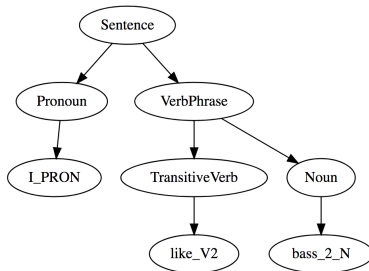 Sentence
Pronoun VerbPhrase
I_PRON TransitiveVerb Noun
like_V2 bass_2_N